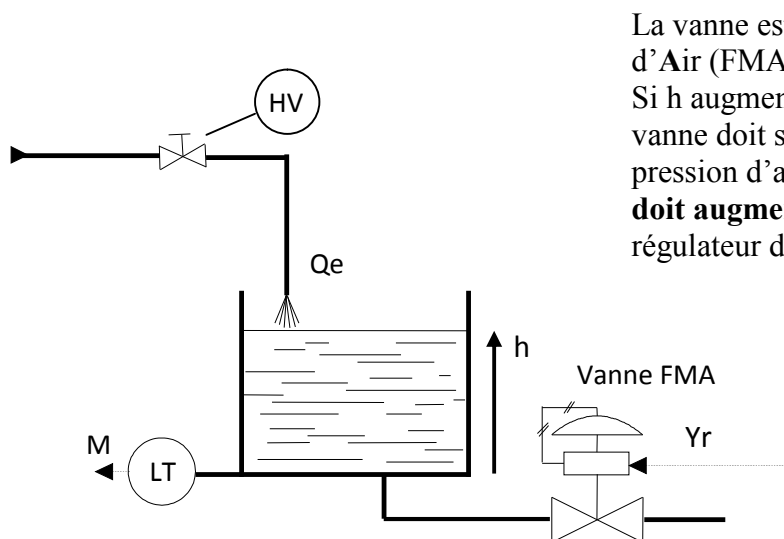 La vanne es
d’Air (FMA
Si h augmen
vanne doit s
pression d’a
doit augme
régulateur d
HV
Qe
h
Vanne FMA
Yr
M
LT